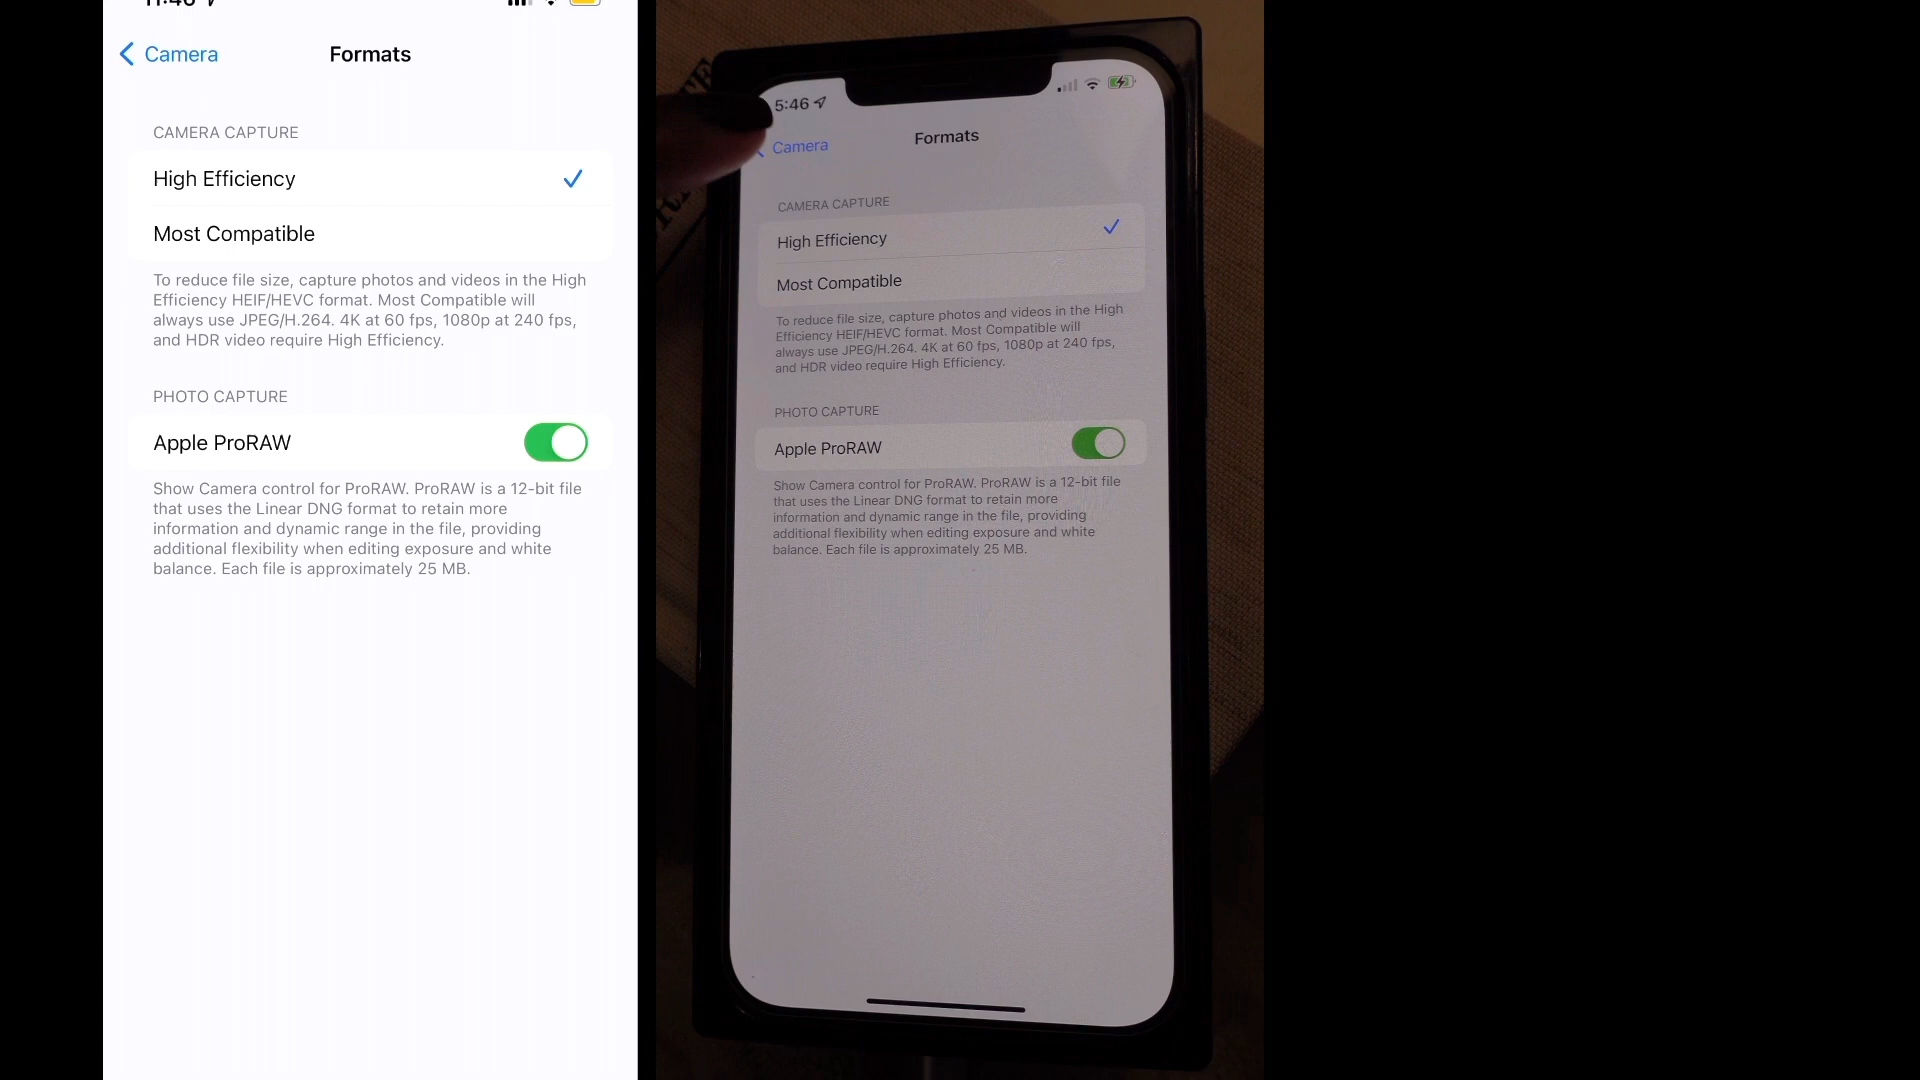 Camera
Formats
CAMERA CAPTURE
High Efficiency
Most Compatible
To reduce file size, capture photos and videos in the High
Efficiency HEIF/HEVC format. Most Compatible will
always use JPEG/H.264. 4K at 60 fps, 1080p at 240 fps,
and HDR video require High Efficiency.
PHOTO CAPTURE
Apple ProRAW
Show Camera control for ProRAW. ProRAW is a 12-bit file
that uses the Linear DNG format to retain more
information and dynamic range in the file, providing
additional flexibility when editing exposure and white
balance. Each file is approximately 25 MB.
5:46
Camera
Formats
CAMERA CAPTURE
High Efficiency
Most Compatible
To reduce file size, capture photos and videos in the High
Efficiency HEIF/HEVC format. Most Compatible will
always use JPEG/H.264. 4K at 60 fps, 1080p at 240 fps,
and HDR video require High Efficiency.
PHOTO CAPTURE
Apple ProRAW
Show Camera control for ProRAW. ProRAW is a 12-bit file
that uses the Linear DNG format to retain more
information and dynamic range in the file, providing
additional flexibility when editing exposure and white
balance. Each file is approximately 25 MB.